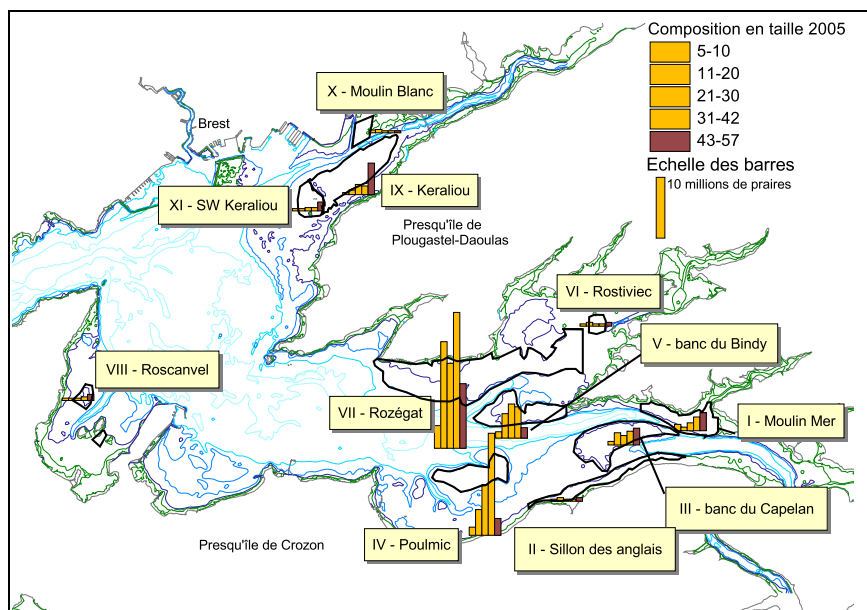 Composition en taille 2005
5-10
11-20
21-30
31-42
43-57
Echelle des barres
10 millions de praires
X - Moulin Blanc
Brest
XI - SW Keraliou
IX - Keraliou
Presqu'île de
Plougastel-Daoulas
VI - Rostiviec
V - banc du Bindy
VIII - Roscanvel
VII - Rozégat
I - Moulin Mer
III - banc du Capelan
Presqu'île de Crozon
IV - Poulmic
II - Sillon des anglais